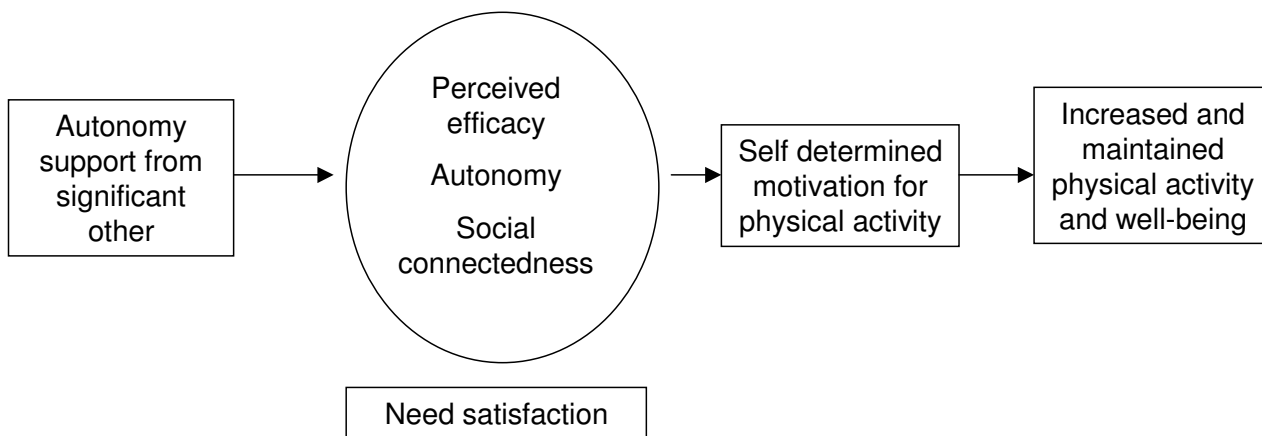 Autonomy
support from
significant
other
Perceived
efficacy
Autonomy
Social
connectedness
Need satisfaction
Self determined
motivation for
physical activity
Increased and
maintained
physical activity
and well-being